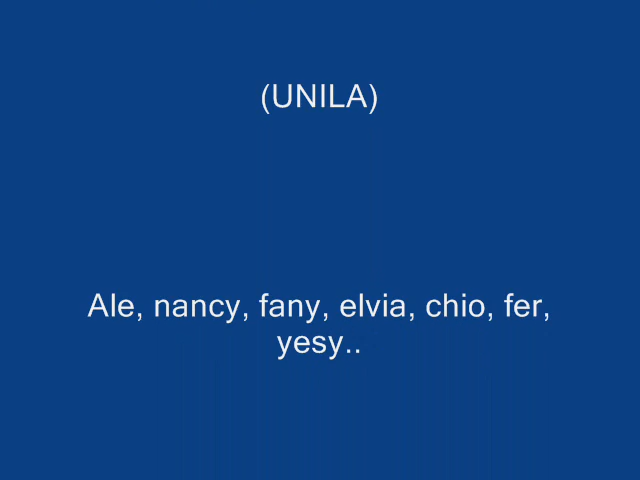 (UNILA)
Ale, nancy, fany, elvia, chio, fer,
yesy..